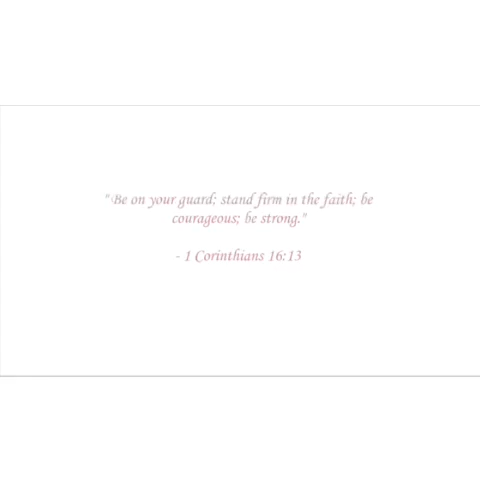 "Be on your guard; stand firm in the faith; be
courageous; be strong."
- 1 Corinthians 16:13